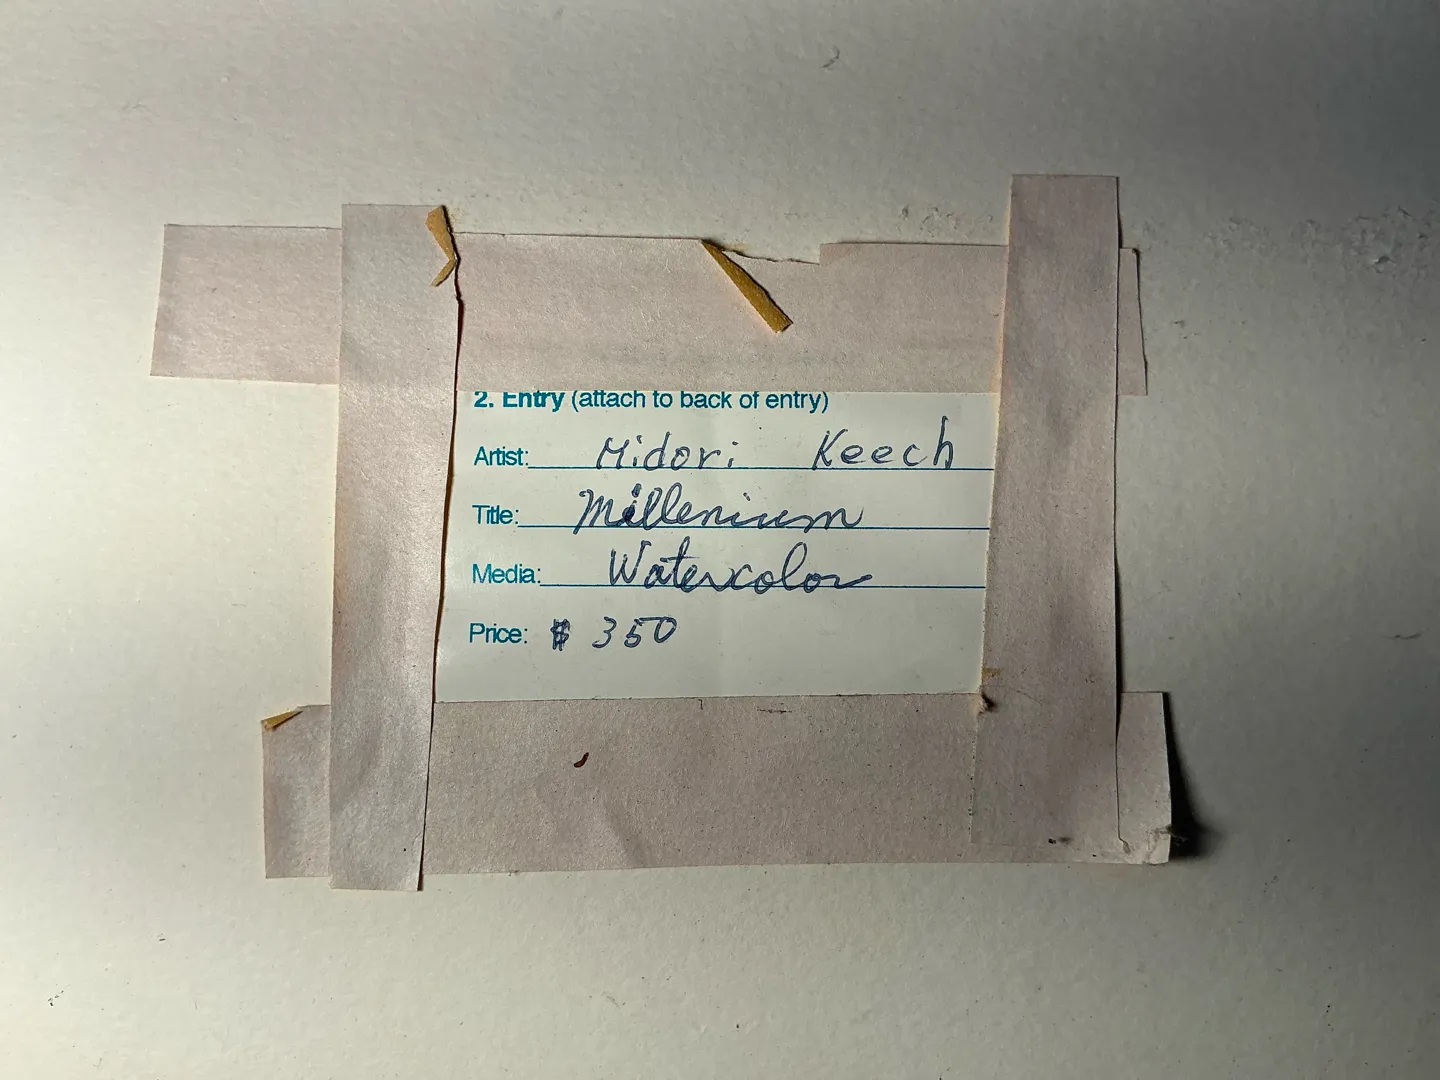 2. Entry (attach to back of entry)
Artist: Midori Keech
Title: Millenium
Media: Watercolor
Price: $ 350